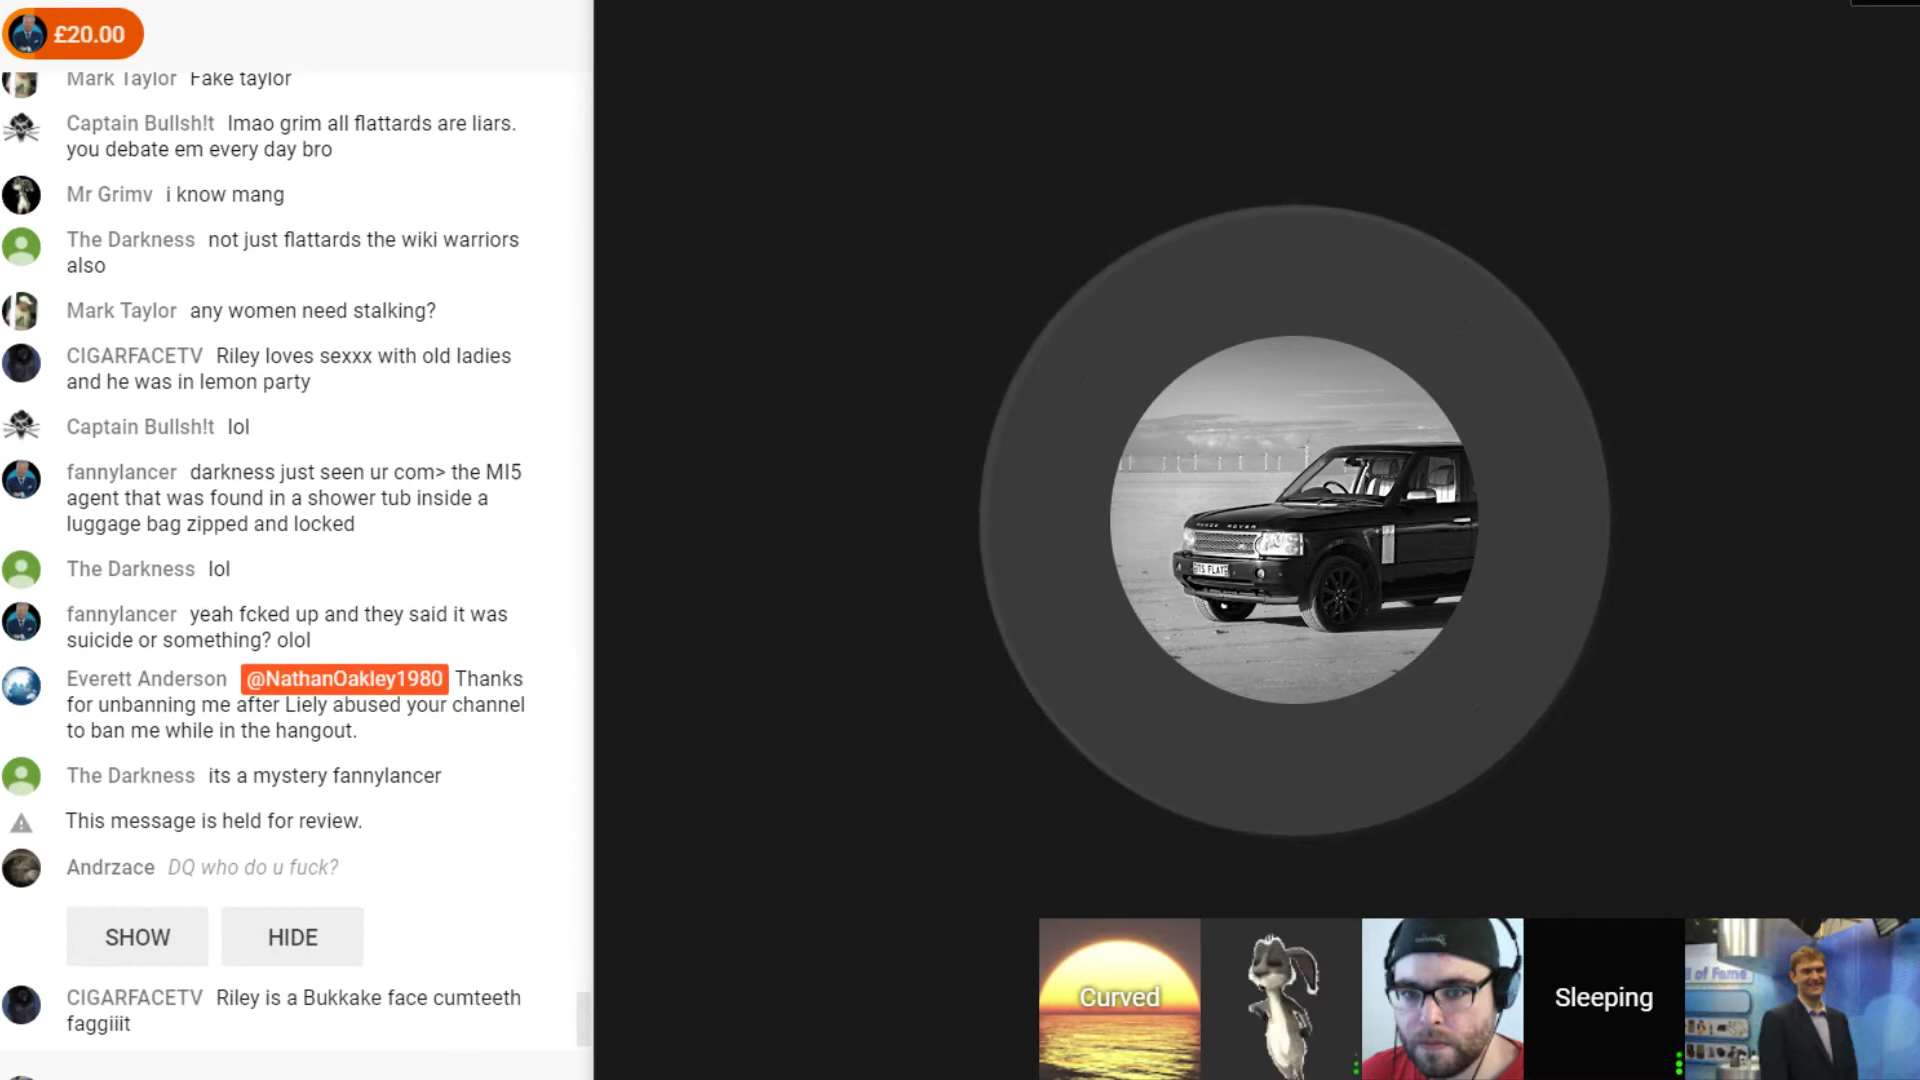 £20.00
Mark Taylor Fake taylor
Captain Bullsh!t lmao grim all flattards are liars.
you debate em every day bro
Mr Grimv i know mang
The Darkness not just flattards the wiki warriors
also
Mark Taylor any women need stalking?
CIGARFACETV Riley loves sexxx with old ladies
and he was in lemon party
Captain Bullsh!t lol
fannylancer darkness just seen ur com> the MI5
agent that was found in a shower tub inside a
luggage bag zipped and locked
The Darkness lol
fannylancer yeah fcked up and they said it was
suicide or something? olol
Everett Anderson @NathanOakley1980 Thanks
for unbanning me after Liely abused your channel
to ban me while in the hangout.
The Darkness its a mystery fannylancer
This message is held for review.
Andrzace DQ who do u fuck?
SHOW HIDE
CIGARFACETV Riley is a Bukkake face cumteeth
faggiiit
RANGE ROVER
ITS FLAT
Curved
Sleeping
l of Fame